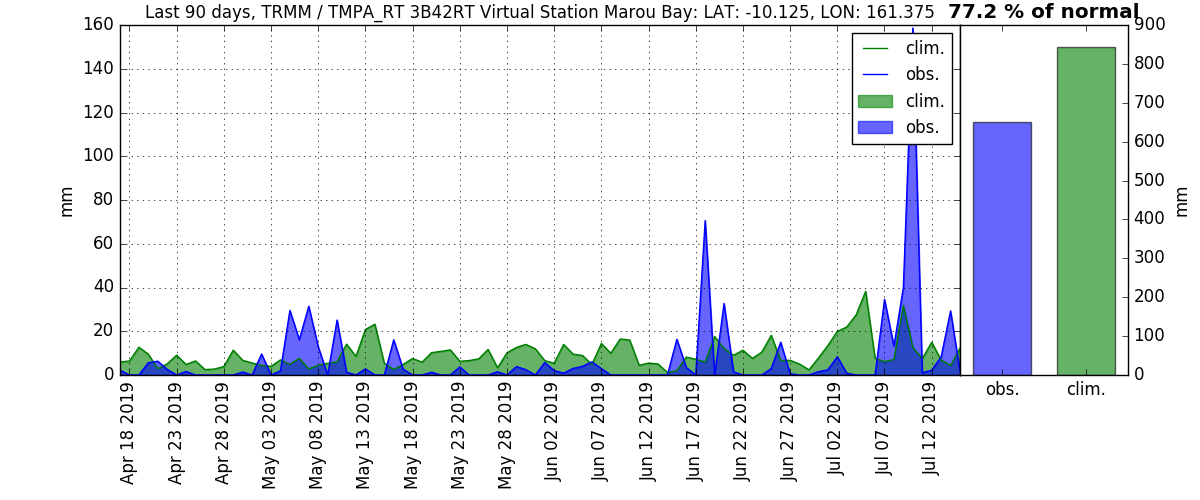 Last 90 days, TRMM / TMPA_RT 3B42RT Virtual Station Marou Bay: LAT: -10.125, LON: 161.375 77.2 % of normal
160
140
120
100
80
60
40
20
0
mm
clim.
obs.
clim.
obs.
900
800
700
600
500
400
300
200
100
0
mm
Apr 18 2019
Apr 23 2019
Apr 28 2019
May 03 2019
May 08 2019
May 13 2019
May 18 2019
May 23 2019
May 28 2019
Jun 02 2019
Jun 07 2019
Jun 12 2019
Jun 17 2019
Jun 22 2019
Jun 27 2019
Jul 02 2019
Jul 07 2019
Jul 12 2019
obs.
clim.